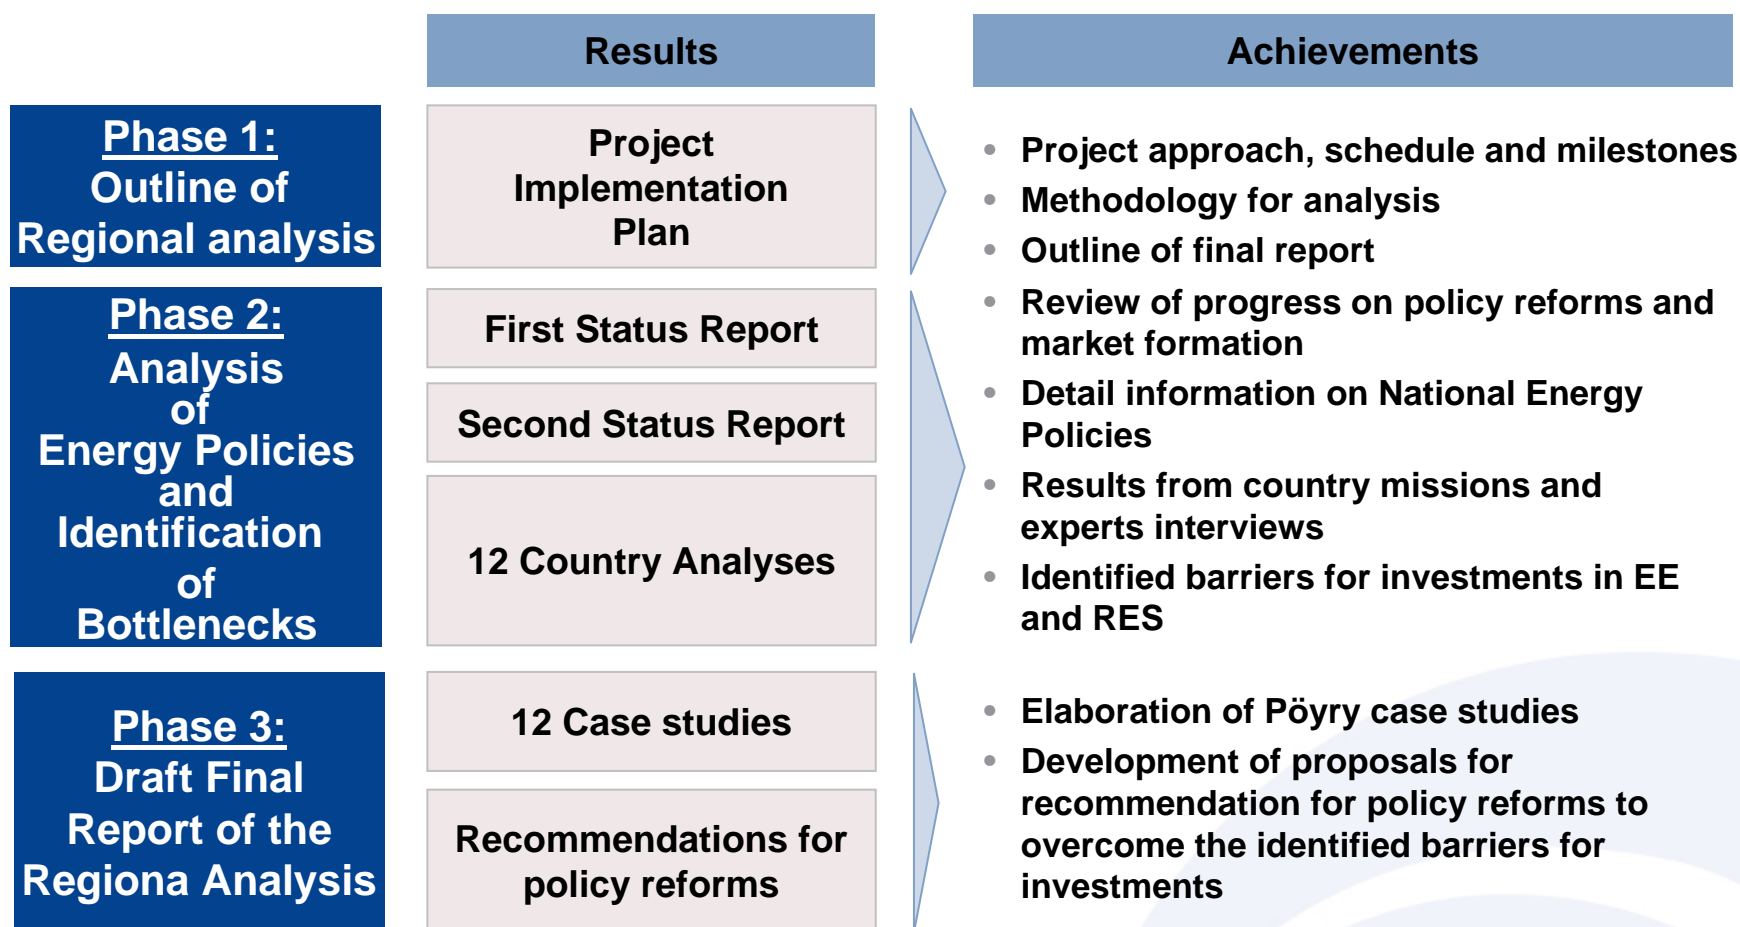 Results
Achievements
Phase 1:
Outline of
Regional analysis
Project
Implementation
Plan
• Project approach, schedule and milestones
• Methodology for analysis
• Outline of final report
Phase 2:
Analysis
of
Energy Policies
and
Identification
of
Bottlenecks
First Status Report
Second Status Report
12 Country Analyses
• Review of progress on policy reforms and
market formation
• Detail information on National Energy
Policies
• Results from country missions and
experts interviews
• Identified barriers for investments in EE
and RES
Phase 3:
Draft Final
Report of the
Regiona Analysis
12 Case studies
Recommendations for
policy reforms
• Elaboration of Pöyry case studies
• Development of proposals for
recommendation for policy reforms to
overcome the identified barriers for
investments